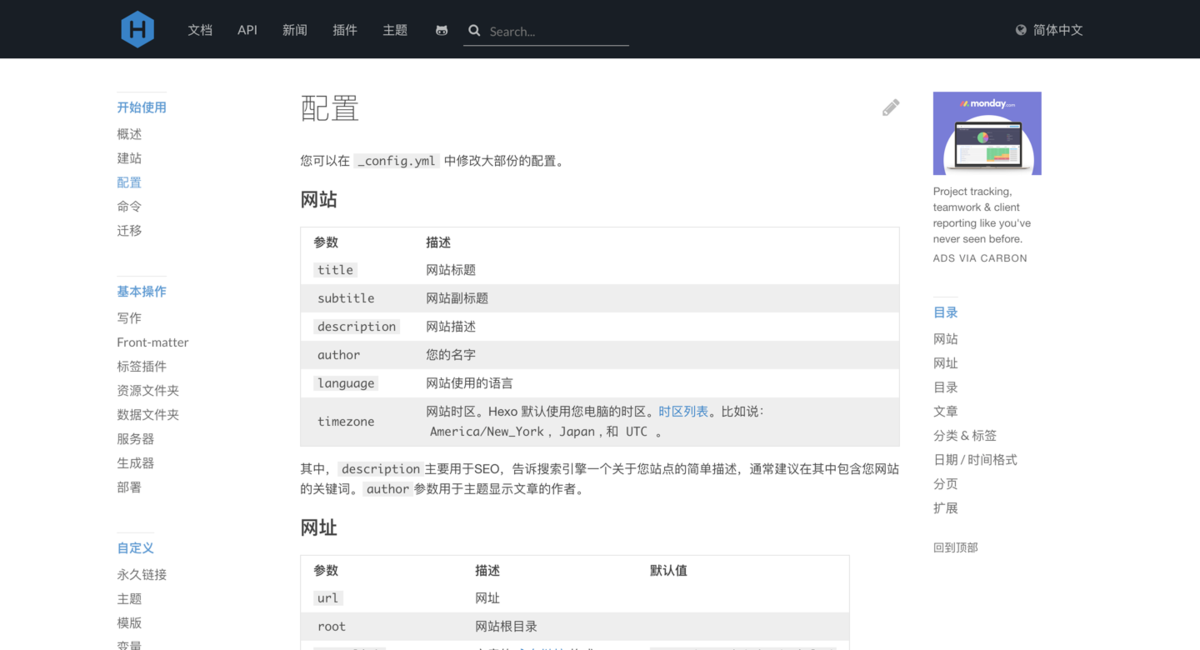 文档 API 新闻 插件 主题 Search... 简体中文
开始使用
概述
建站
配置
命令
迁移
基本操作
写作
Front-matter
标签插件
资源文件夹
数据文件夹
服务器
生成器
部署
自定义
永久链接
主题
模版
变量
配置
您可以在 _config.yml 中修改大部份的配置。
网站
参数 描述
title 网站标题
subtitle 网站副标题
description 网站描述
author 您的名字
language 网站使用的语言
timezone 网站时区。Hexo 默认使用您电脑的时区。时区列表。比如说：
America/New_York , Japan , 和 UTC 。
其中，description 主要用于SEO，告诉搜索引擎一个关于您站点的简单描述，通常建议在其中包含您网站
的关键词。author 参数用于主题显示文章的作者。
网址
参数 描述 默认值
url 网址
root 网站根目录
monday.com
Project tracking,
teamwork & client
reporting like you've
never seen before.
ADS VIA CARBON
目录
网站
网址
目录
文章
分类 & 标签
日期 / 时间格式
分页
扩展
回到顶部